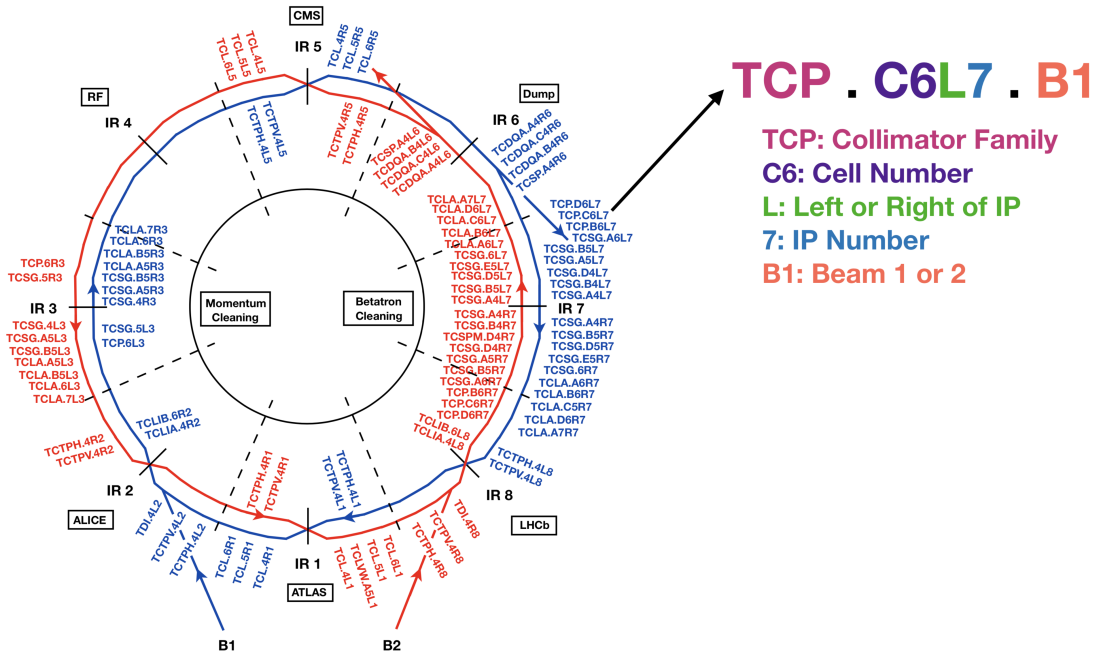 CMS
IR 5
TCL.6L5
TCL.5L5
TCL.4L5
TCL.4R5
TCL.5R5
TCL.6R5
TCTPH.4L5
TCTPV.4L5
TCTPV.4R5
TCTPH.4R5
RF
IR 4
Dump
IR 6
TCSP.A4L6
TCDQA.B4L6
TCDQA.C4L6
TCDQA.A4L6
TCDQA.A4R6
TCDQA.C4R6
TCDQA.B4R6
TCSP.A4R6
TCP . C6L7 . B1
TCP: Collimator Family
C6: Cell Number
L: Left or Right of IP
7: IP Number
B1: Beam 1 or 2
TCLA.A7L7
TCLA.D6L7
TCLA.C6L7
TCLA.B6L7
TCLA.A6L7
TCSG.6L7
TCSG.E5L7
TCSG.D5L7
TCSG.B5L7
TCSG.A4L7
TCSG.A4R7
TCSG.B4R7
TCSPM.D4R7
TCSG.D4R7
TCSG.A5R7
TCSG.B5R7
TCSG.A6R7
TCP.B6R7
TCP.C6R7
TCP.D6R7
TCP.D6L7
TCP.C6L7
TCP.B6L7
TCSG.A6L7
TCSG.B5L7
TCSG.A5L7
TCSG.D4L7
TCSG.B4L7
TCSG.A4L7
IR 7
TCSG.A4R7
TCSG.B5R7
TCSG.D5R7
TCSG.E5R7
TCSG.6R7
TCLA.A6R7
TCLA.B6R7
TCLA.C5R7
TCLA.D6R7
TCLA.A7R7
Momentum
Cleaning
Betatron
Cleaning
TCLA.7R3
TCLA.6R3
TCLA.B5R3
TCLA.A5R3
TCSG.B5R3
TCSG.A5R3
TCSG.4R3
TCSG.5L3
TCP.6L3
TCP.6R3
TCSG.5R3
IR 3
TCSG.4L3
TCSG.A5L3
TCSG.B5L3
TCLA.A5L3
TCLA.B5L3
TCLA.6L3
TCLA.7L3
TCLIB.6R2
TCLIA.4R2
TCTPH.4R2
TCTPV.4R2
IR 2
ALICE
TDI.4L2
TCTPV.4L2
TCTPH.4L2
TCTPH.4R1
TCTPV.4R1
TCL.6R1
TCL.5R1
TCL.4R1
IR 1
ATLAS
TCTPH.4L1
TCTPV.4L1
TCL.4L1
TCLVW.A5L1
TCL.5L1
TCL.6L1
TCLIB.6L8
TCLIA.4L8
TCTPH.4L8
TCTPV.4L8
IR 8
LHCb
TDI.4R8
TCTPV.4R8
TCTPH.4R8
B1
B2